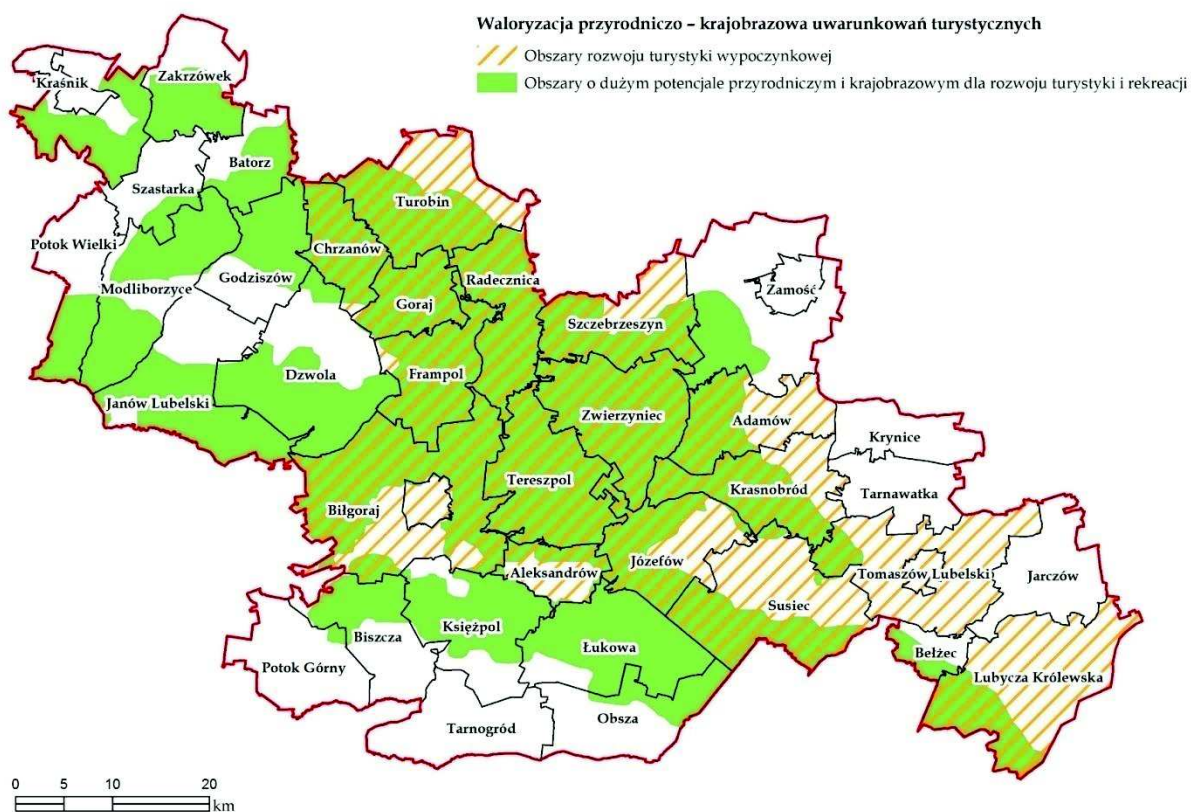 Waloryzacja przyrodniczo – krajobrazowa uwarunkowań turystycznych
Obszary rozwoju turystyki wypoczynkowej
Obszary o dużym potencjale przyrodniczym i krajobrazowym dla rozwoju turystyki i rekreacji
Kraśnik
Zakrzówek
Batorz
Szastarka
Turobin
Potok Wielki
Chrzanów
Radecznica
Modliborzyce
Godziszów
Goraj
Zamość
Szczebrzeszyn
Dzwola
Frampol
Janów Lubelski
Zwierzyniec
Adamów
Krynice
Tereszpol
Krasnobród
Tarnawatka
Biłgoraj
Aleksandrów
Józefów
Tomaszów Lubelski
Jarczów
Susiec
Księżpol
Biszcza
Łukowa
Bełżec
Potok Górny
Lubycza Królewska
Obsza
Tarnogród
0 5 10 20
km